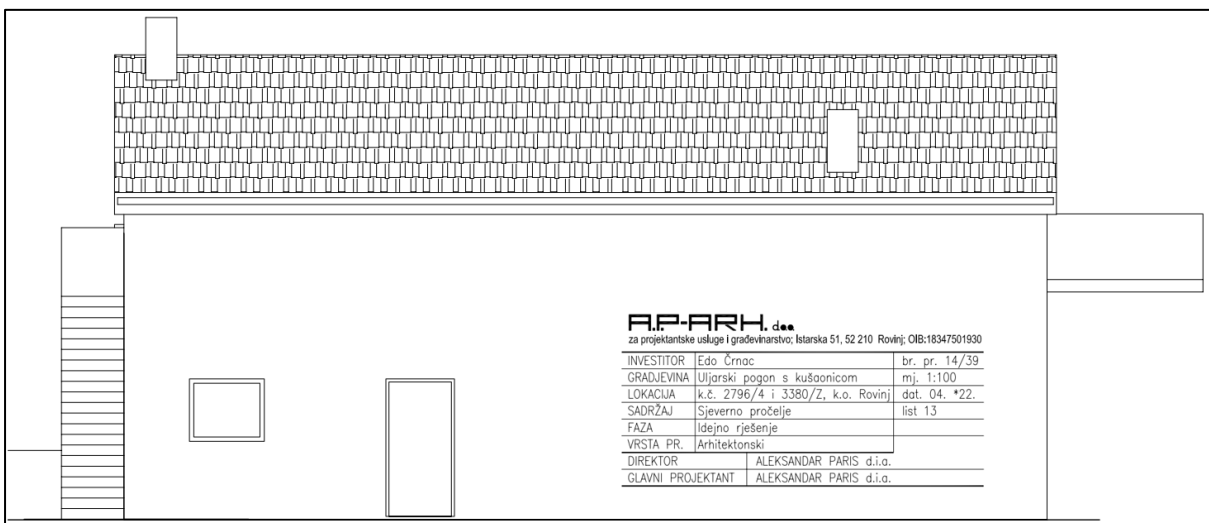 A.P-ARH. d.o.o.
za projektantske usluge i građevinarstvo; Istarska 51, 52 210 Rovinj; OIB:18347501930
INVESTITOR Edo Črnac br. pr. 14/39
GRADJEVINA Uljarski pogon s kušaonicom mj. 1:100
LOKACIJA k.č. 2796/4 i 3380/Z, k.o. Rovinj dat. 04. *22.
SADRŽAJ Sjeverno pročelje list 13
FAZA Idejno rješenje
VRSTA PR. Arhitektonski
DIREKTOR ALEKSANDAR PARIS d.i.a.
GLAVNI PROJEKTANT ALEKSANDAR PARIS d.i.a.